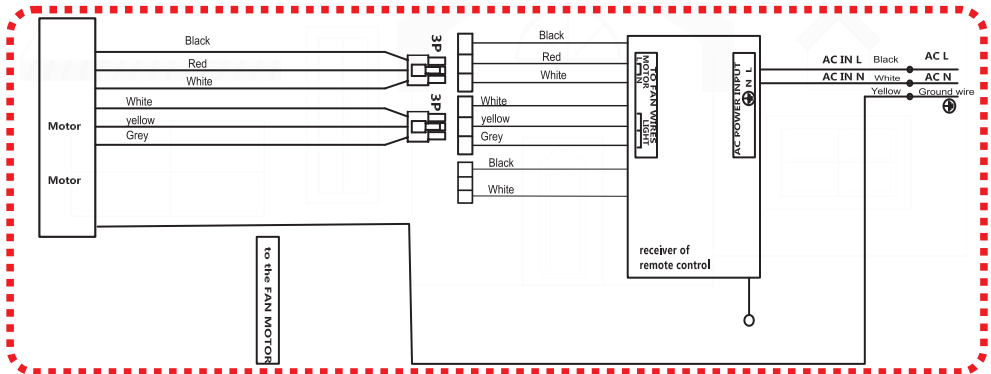 Black
Red
White
White
yellow
Grey
Motor
Motor
3P
3P
Black
Red
White
White
yellow
Grey
Black
White
TO FAN WIRES
MOTOR
L N
LIGHT
AC POWER INPUT
N L
receiver of
remote control
AC IN L Black AC L
AC IN N White AC N
Yellow Ground wire
to the FAN MOTOR